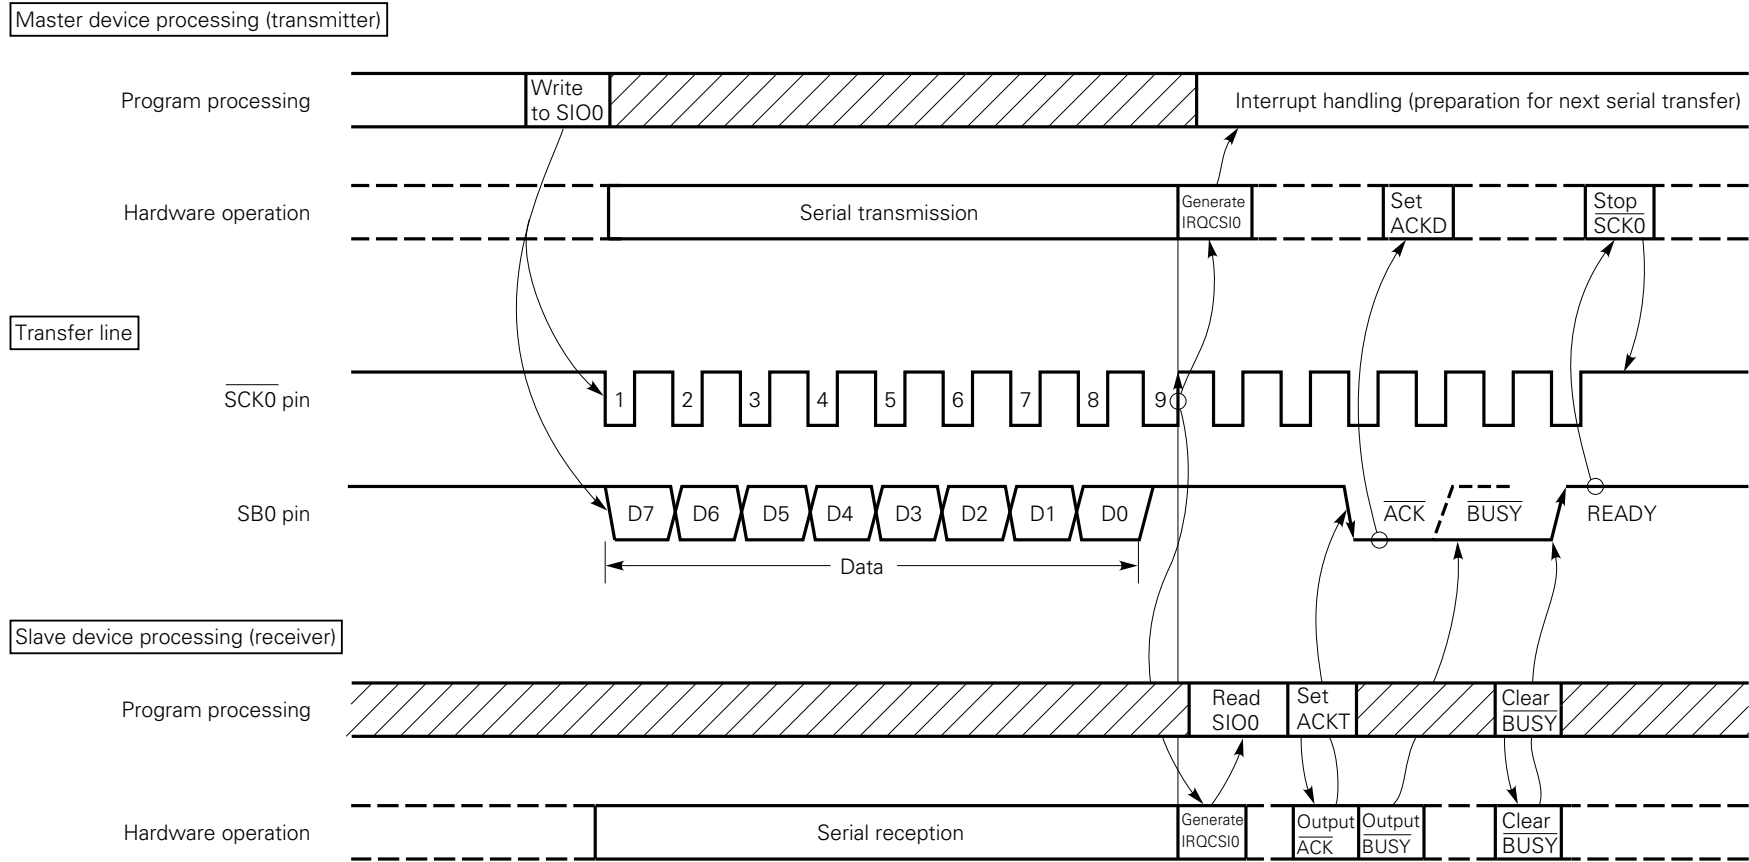 Master device processing (transmitter)
Program processing
Write
to SIO0
Interrupt handling (preparation for next serial transfer)
Hardware operation
Serial transmission
Generate
IRQCSI0
Set
ACKD
Stop
SCK0
Transfer line
SCK0 pin
1 2 3 4 5 6 7 8 9
SB0 pin
D7 D6 D5 D4 D3 D2 D1 D0
ACK BUSY READY
Data
Slave device processing (receiver)
Program processing
Read
SIO0
Set
ACKT
Clear
BUSY
Hardware operation
Serial reception
Generate
IRQCSI0
Output
ACK
Output
BUSY
Clear
BUSY